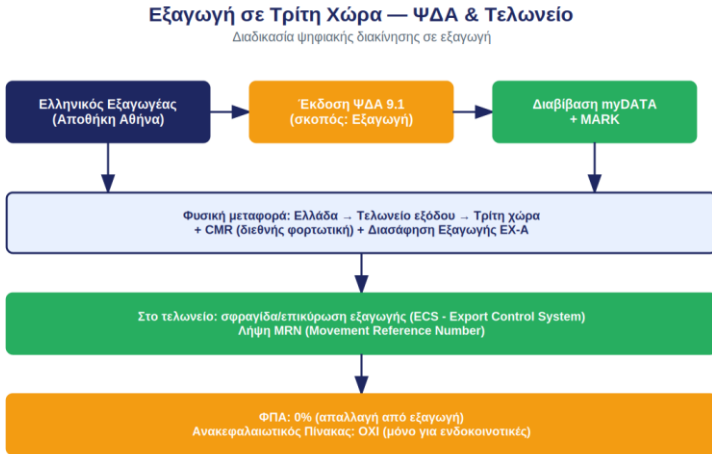 Εξαγωγή σε Τρίτη Χώρα — ΨΔΑ & Τελωνείο
Διαδικασία ψηφιακής διακίνησης σε εξαγωγή
Ελληνικός Εξαγωγέας
(Αποθήκη Αθήνα)
Έκδοση ΨΔΑ 9.1
(σκοπός: Εξαγωγή)
Διαβίβαση myDATA
+ MARK
Φυσική μεταφορά: Ελλάδα → Τελωνείο εξόδου → Τρίτη χώρα
+ CMR (διεθνής φορτωτική) + Διασάφηση Εξαγωγής EX-A
Στο τελωνείο: σφραγίδα/επικύρωση εξαγωγής (ECS - Export Control System)
Λήψη MRN (Movement Reference Number)
ΦΠΑ: 0% (απαλλαγή από εξαγωγή)
Ανακεφαλαιωτικός Πίνακας: ΟΧΙ (μόνο για ενδοκοινοτικές)